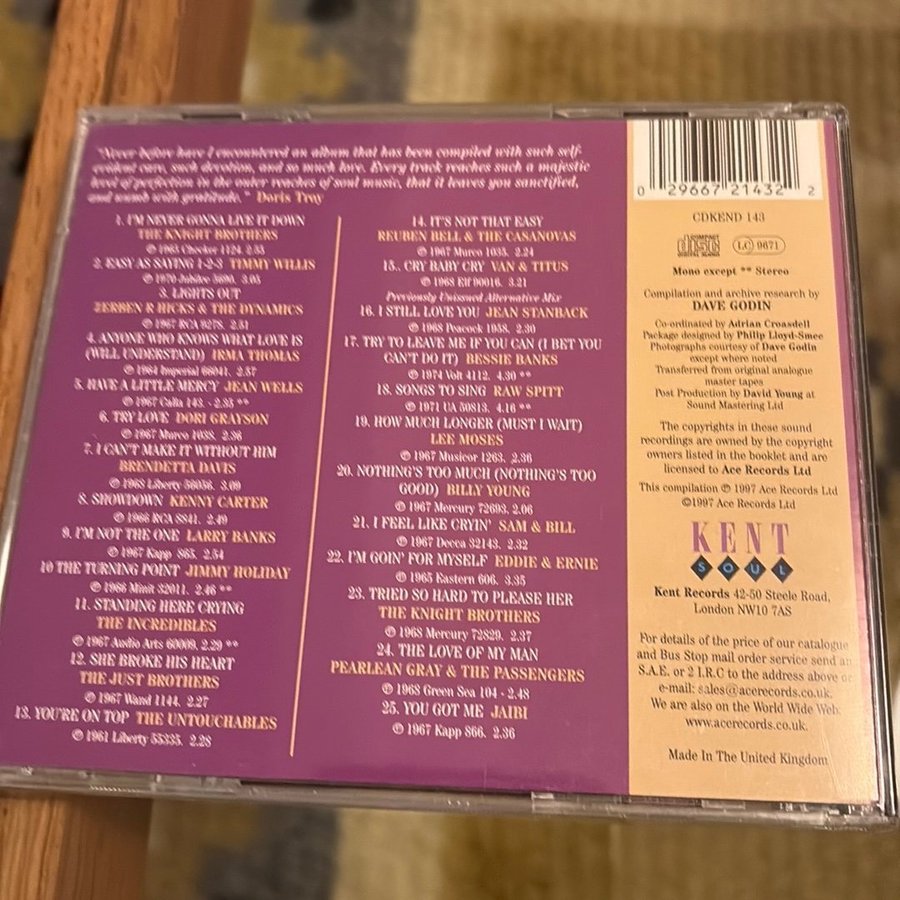 "Never before have I encountered an album that has been compiled with such self-
evident care, such devotion, and so much love. Every track reaches such a majestic
level of perfection in the outer reaches of soul music, that it leaves you sanctified,
and numb with gratitude." Doris Troy
1. I'M NEVER GONNA LIVE IT DOWN
THE KNIGHT BROTHERS
℗ 1965 Checker 1124. 2.55
2. EASY AS SAYING 1-2-3 TIMMY WILLIS
℗ 1970 Jubilee 5690. 3.05
3. LIGHTS OUT
ZERBEN R HICKS & THE DYNAMICS
℗ 1967 RCA 9278. 2.51
4. ANYONE WHO KNOWS WHAT LOVE IS
(WILL UNDERSTAND) IRMA THOMAS
℗ 1964 Imperial 66041. 2.57
5. HAVE A LITTLE MERCY JEAN WELLS
℗ 1967 Calla 143. - 2.35 **
6. TRY LOVE DORI GRAYSON
℗ 1967 Murco 1038. 2.36
7. I CAN'T MAKE IT WITHOUT HIM
BRENDETTA DAVIS
℗ 1968 Liberty 56056. 3.09
8. SHOWDOWN KENNY CARTER
℗ 1966 RCA 8841. 2.49
9. I'M NOT THE ONE LARRY BANKS
℗ 1967 Kapp 865. 2.54
10 THE TURNING POINT JIMMY HOLIDAY
℗ 1966 Minit 32011. 2.46 **
11. STANDING HERE CRYING
THE INCREDIBLES
℗ 1967 Audio Arts 60009. 2.29 **
12. SHE BROKE HIS HEART
THE JUST BROTHERS
℗ 1967 Wand 1144. 2.27
13. YOU'RE ON TOP THE UNTOUCHABLES
℗ 1961 Liberty 55335. 2.28
14. IT'S NOT THAT EASY
REUBEN BELL & THE CASANOVAS
℗ 1967 Murco 1035. 2.24
15.. CRY BABY CRY VAN & TITUS
℗ 1968 Elf 90016. 3.21
Previously Unissued Alternative Mix
16. I STILL LOVE YOU JEAN STANBACK
℗ 1968 Peacock 1958. 2.30
17. TRY TO LEAVE ME IF YOU CAN (I BET YOU
CAN'T DO IT) BESSIE BANKS
℗ 1974 Volt 4112. 4.30 **
18. SONGS TO SING RAW SPITT
℗ 1971 UA 50813. 4.16 **
19. HOW MUCH LONGER (MUST I WAIT)
LEE MOSES
℗ 1967 Musicor 1263. 2.36
20. NOTHING'S TOO MUCH (NOTHING'S TOO
GOOD) BILLY YOUNG
℗ 1967 Mercury 72693. 2.06
21. I FEEL LIKE CRYIN' SAM & BILL
℗ 1967 Decca 32143. 2.32
22. I'M GOIN' FOR MYSELF EDDIE & ERNIE
℗ 1965 Eastern 606. 3.35
23. TRIED SO HARD TO PLEASE HER
THE KNIGHT BROTHERS
℗ 1968 Mercury 72829. 2.37
24. THE LOVE OF MY MAN
PEARLEAN GRAY & THE PASSENGERS
℗ 1968 Green Sea 104 - 2.48
25. YOU GOT ME JAIBI
℗ 1967 Kapp 866. 2.36
0 29667 21432 2
CDKEND 143
COMPACT disc DIGITAL AUDIO LC 9671
Mono except ** Stereo
Compilation and archive research by
DAVE GODIN
Co-ordinated by Adrian Croasdell
Package designed by Philip Lloyd-Smee
Photographs courtesy of Dave Godin
except where noted
Transferred from original analogue
master tapes
Post Production by David Young at
Sound Mastering Ltd
The copyrights in these sound
recordings are owned by the copyright
owners listed in the booklet and are
licensed to Ace Records Ltd
This compilation ℗ 1997 Ace Records Ltd
©1997 Ace Records Ltd
KENT
SOUL
Kent Records 42-50 Steele Road,
London NW10 7AS
For details of the price of our catalogue
and Bus Stop mail order service send an
S.A.E. or 2 I.R.C to the address above or
e-mail: sales@acerecords.co.uk.
We are also on the World Wide Web.
www.acerecords.co.uk.
Made In The United Kingdom